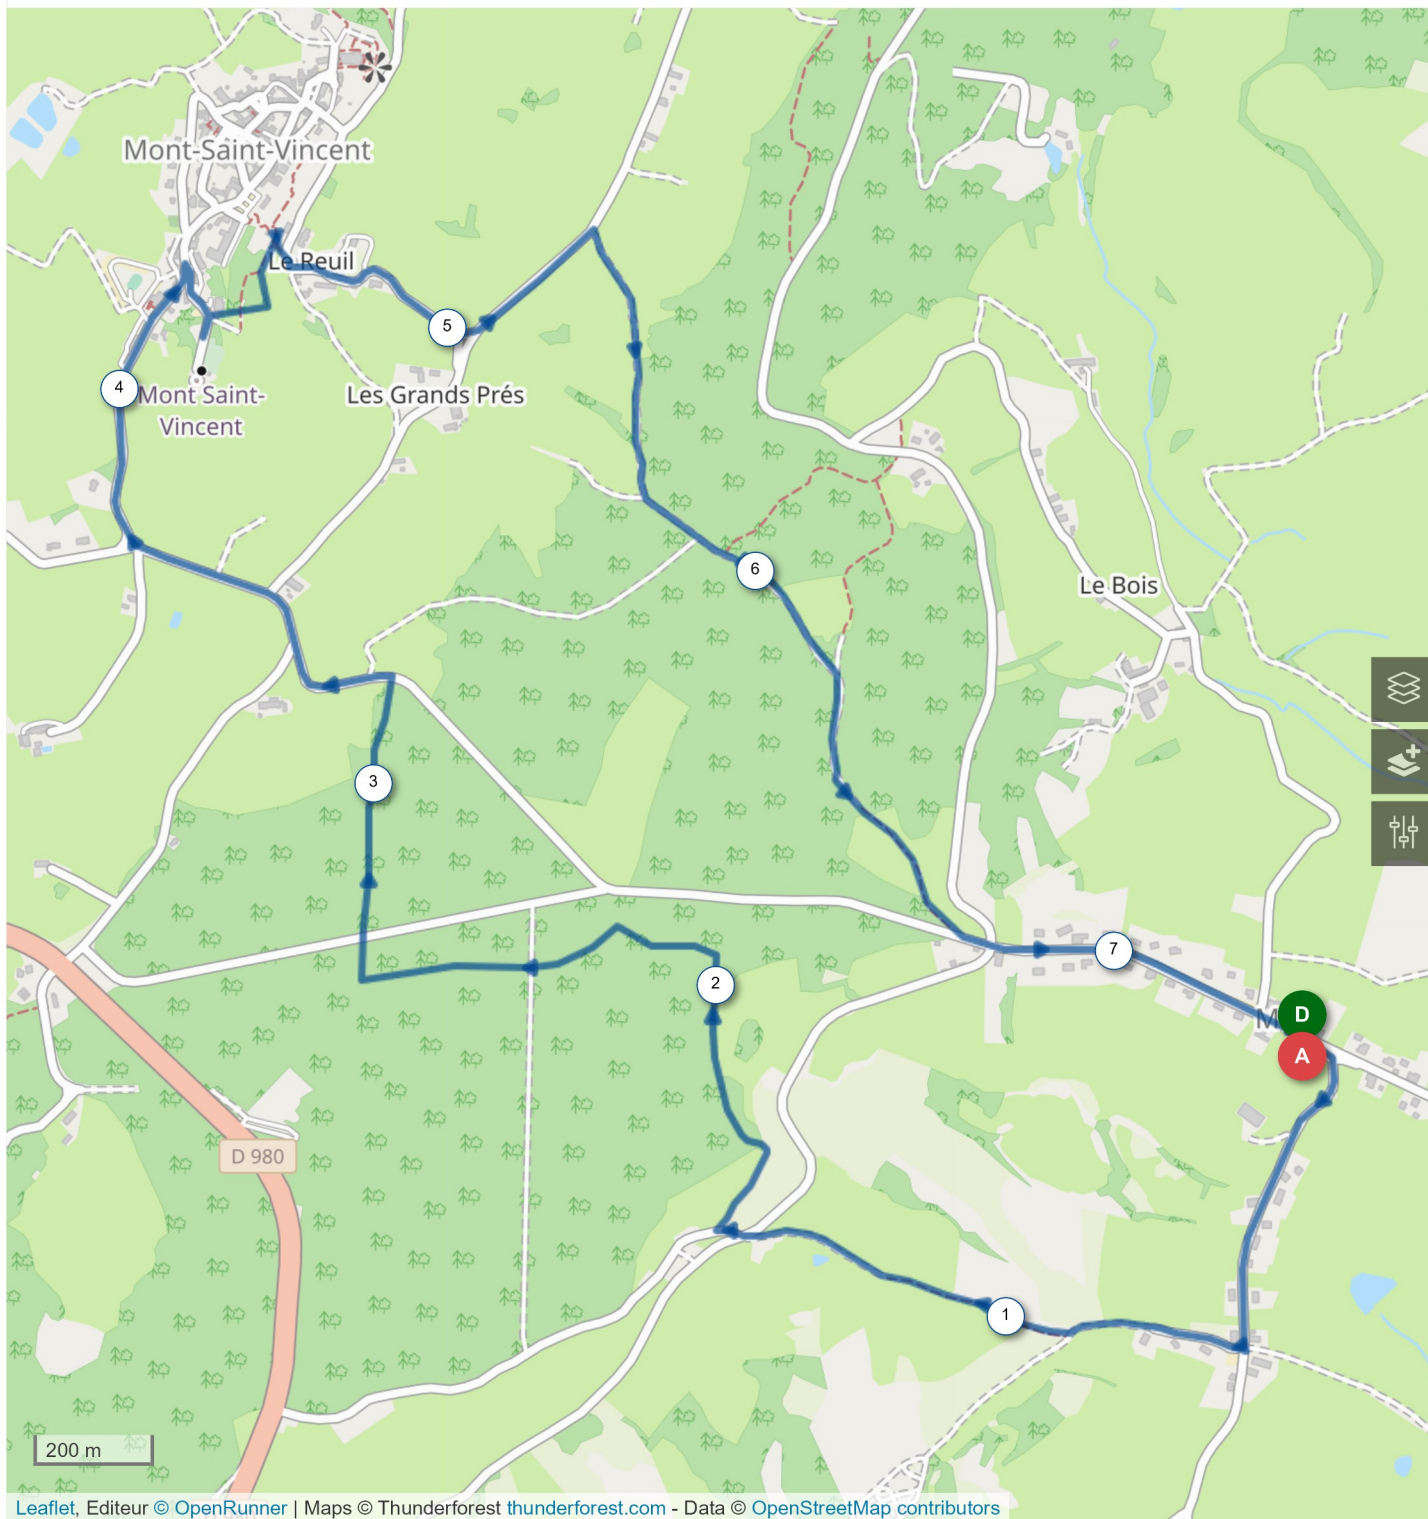 Mont-Saint-Vincent
Le Reuil
5
4
Mont Saint-
Vincent
Les Grands Prés
6
Le Bois
3
7
2
D
A
D 980
1
200 m
Leaflet, Editeur © OpenRunner | Maps © Thunderforest thunderforest.com - Data © OpenStreetMap contributors